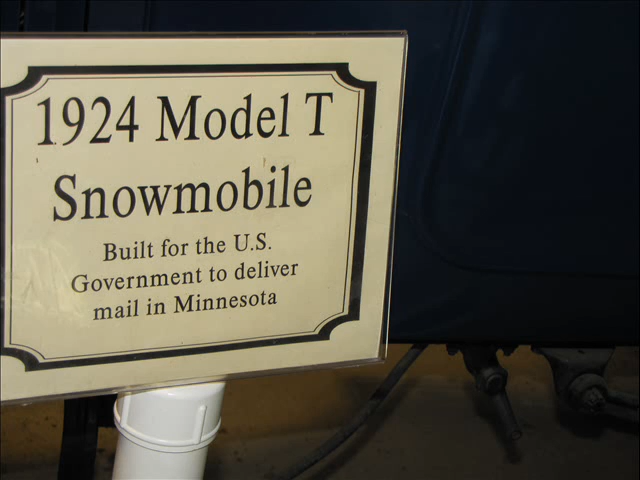 1924 Model T
Snowmobile
Built for the U.S.
Government to deliver
mail in Minnesota